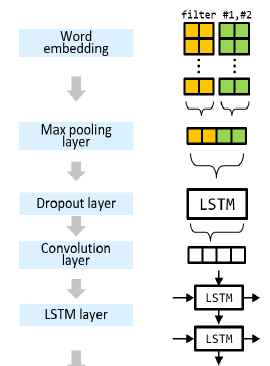 filter #1,#2
Word
embedding
Max pooling
layer
Dropout layer
LSTM
Convolution
layer
LSTM
LSTM layer
LSTM